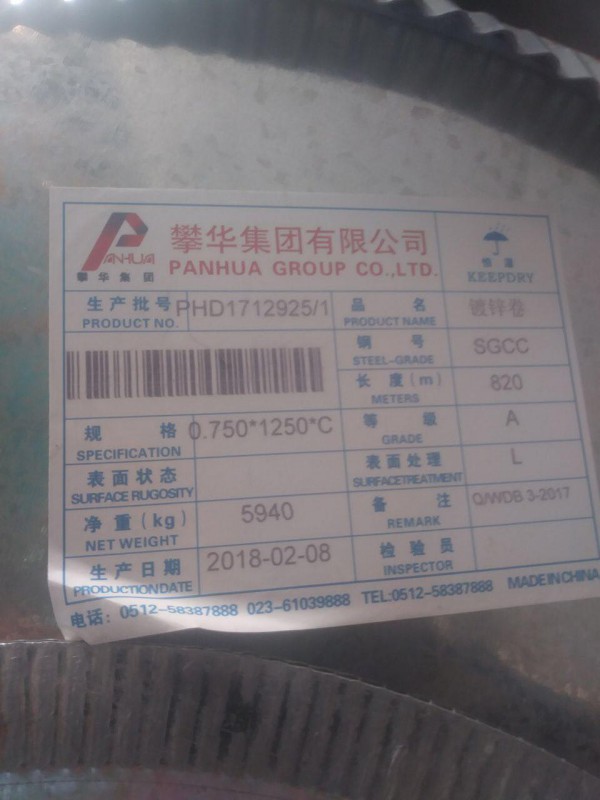 PANHUA
攀华集团
攀华集团有限公司
PANHUA GROUP CO.,LTD.
KEEPDRY
生产批号 PHD1712925/1 品名 镀锌卷
PRODUCT NO. PRODUCT NAME
钢号 SGCC
STEEL-GRADE
长度(m) 820
METERS
规格 0.750*1250*C 等级 A
SPECIFICATION GRADE
表面状态 表面处理 L
SURFACE RUGOSITY SURFACETREATMENT
净重(kg) 5940 备注 Q/WDB 3-2017
NET WEIGHT REMARK
生产日期 2018-02-08 检验员
PRODUCTIONDATE INSPECTOR
电话: 0512-58387888 023-61039888 TEL:0512-58387888 MADEINCHINA